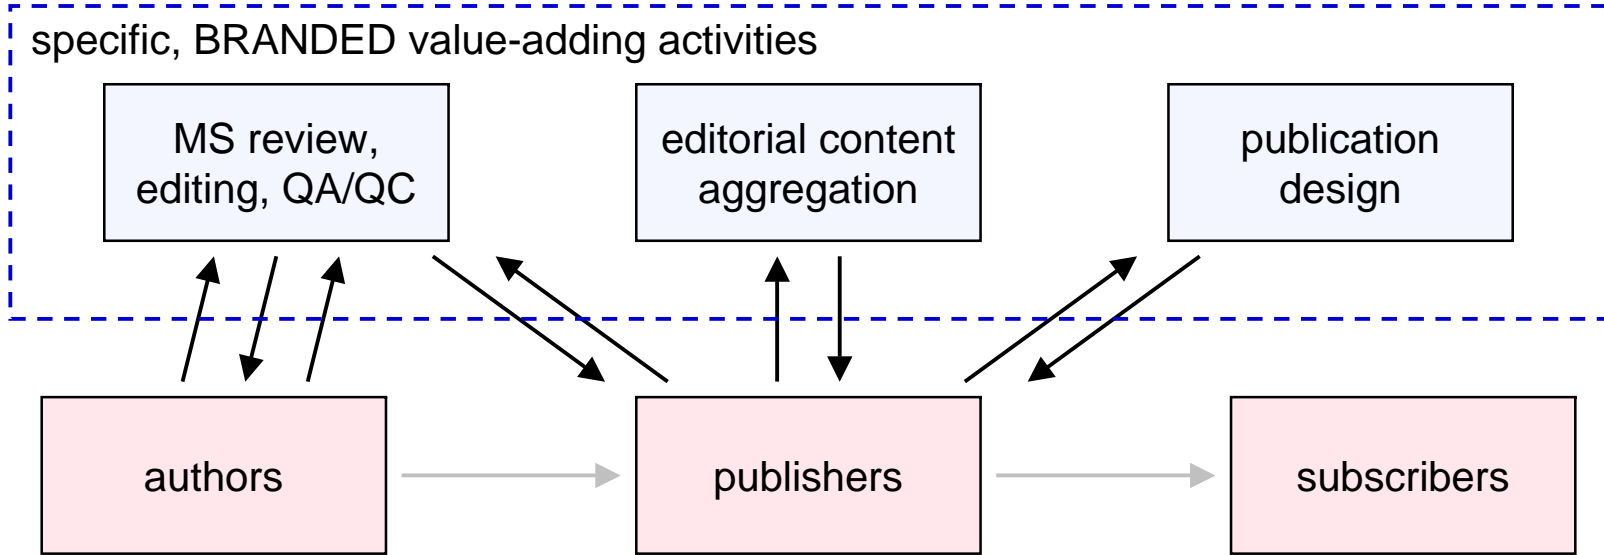 specific, BRANDED value-adding activities
MS review,
editing, QA/QC
editorial content
aggregation
publication
design
authors
publishers
subscribers